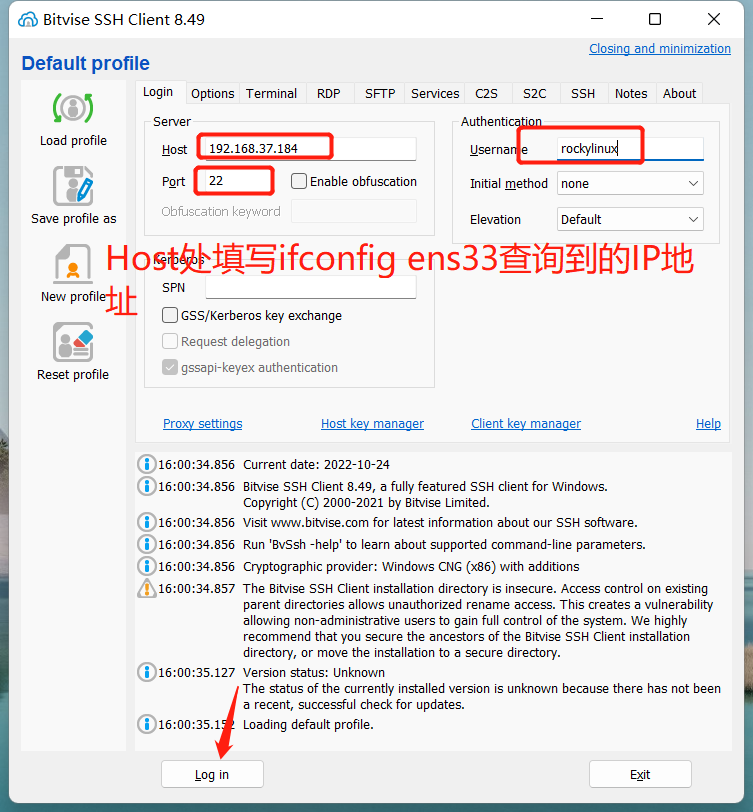 Bitvise SSH Client 8.49
Closing and minimization
Default profile
Load profile
Save profile as
New profile
Reset profile
Login Options Terminal RDP SFTP Services C2S S2C SSH Notes About
Server
Host 192.168.37.184
Port 22 Enable obfuscation
Obfuscation keyword
Authentication
Username rockylinux
Initial method none
Elevation Default
Host处填写ifconfig ens33查询到的IP地
址
Kerberos
SPN
GSS/Kerberos key exchange
Request delegation
gssapi-keyex authentication
Proxy settings Host key manager Client key manager Help
16:00:34.856 Current date: 2022-10-24
16:00:34.856 Bitvise SSH Client 8.49, a fully featured SSH client for Windows.
Copyright (C) 2000-2021 by Bitvise Limited.
16:00:34.856 Visit www.bitvise.com for latest information about our SSH software.
16:00:34.856 Run 'BvSsh -help' to learn about supported command-line parameters.
16:00:34.856 Cryptographic provider: Windows CNG (x86) with additions
16:00:34.857 The Bitvise SSH Client installation directory is insecure. Access control on existing
parent directories allows unauthorized rename access. This creates a vulnerability
allowing non-administrative users to gain full control of the system. We highly
recommend that you secure the ancestors of the Bitvise SSH Client installation
directory, or move the installation to a secure directory.
16:00:35.127 Version status: Unknown
The status of the currently installed version is unknown because there has not been
a recent, successful check for updates.
16:00:35.152 Loading default profile.
Log in Exit